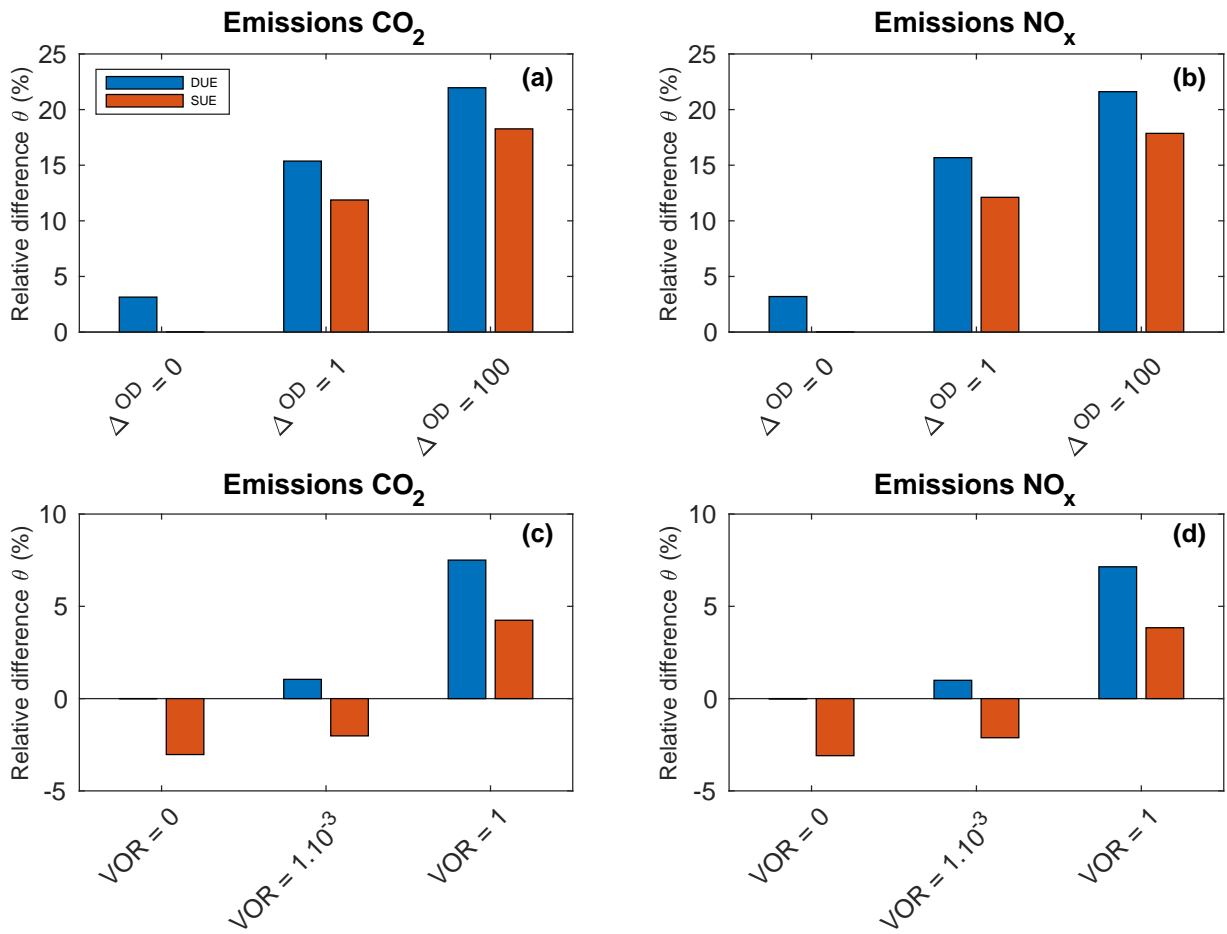 Emissions CO2
Relative difference θ (%)
25
20
15
10
5
0
DUE
SUE
(a)
Δ OD = 0
Δ OD = 1
Δ OD = 100
Emissions NOx
Relative difference θ (%)
25
20
15
10
5
0
(b)
Δ OD = 0
Δ OD = 1
Δ OD = 100
Emissions CO2
Relative difference θ (%)
10
5
0
-5
(c)
VOR = 0
VOR = 1.10-3
VOR = 1
Emissions NOx
Relative difference θ (%)
10
5
0
-5
(d)
VOR = 0
VOR = 1.10-3
VOR = 1